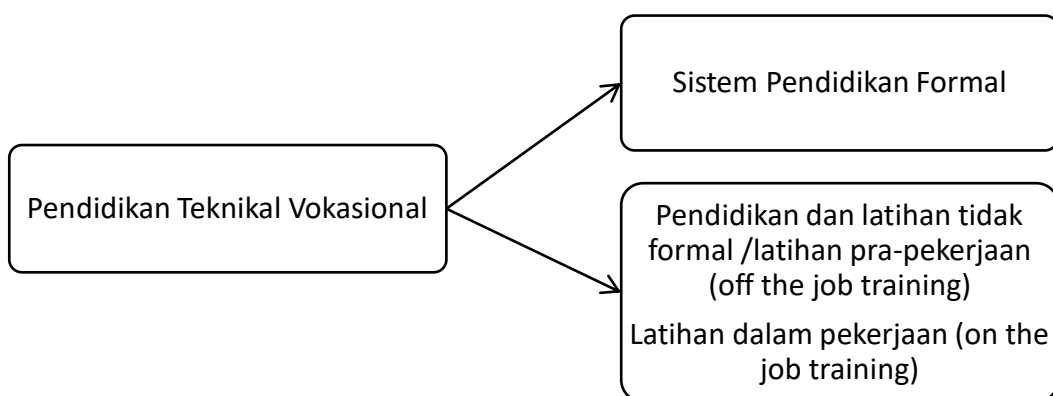 Sistem Pendidikan Formal
Pendidikan Teknikal Vokasional
Pendidikan dan latihan tidak
formal /latihan pra-pekerjaan
(off the job training)
Latihan dalam pekerjaan (on the
job training)